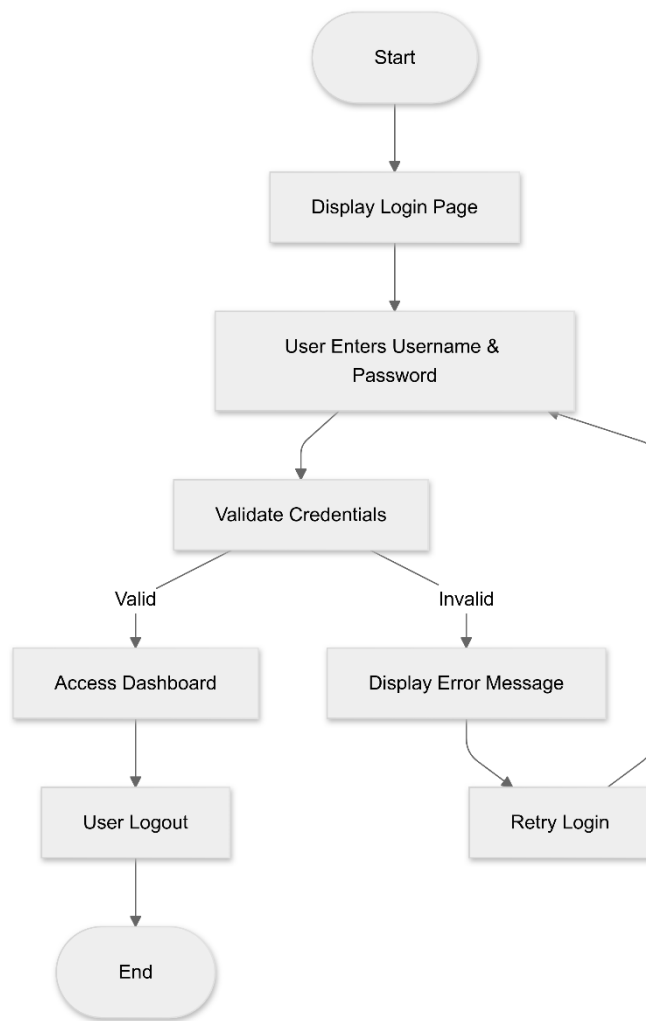 Start
Display Login Page
User Enters Username &
Password
Validate Credentials
Valid
Invalid
Access Dashboard
Display Error Message
User Logout
Retry Login
End